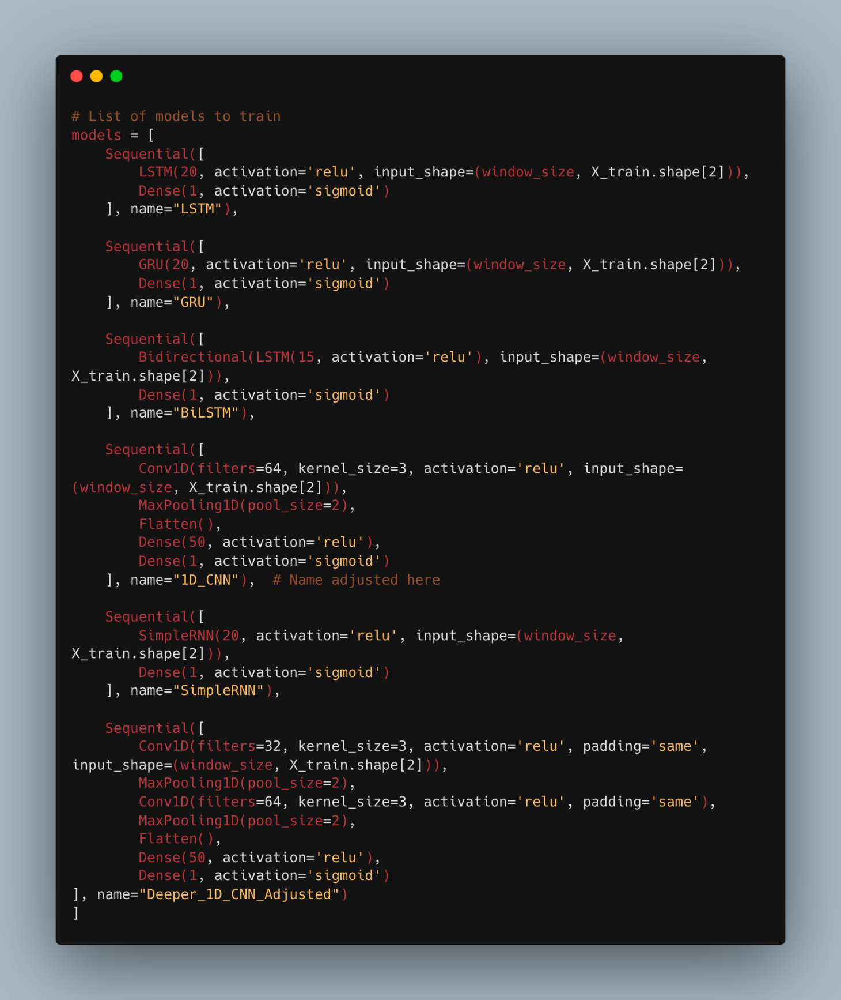 # List of models to train
models = [
    Sequential([
        LSTM(20, activation='relu', input_shape=(window_size, X_train.shape[2])),
        Dense(1, activation='sigmoid')
    ], name="LSTM"),

    Sequential([
        GRU(20, activation='relu', input_shape=(window_size, X_train.shape[2])),
        Dense(1, activation='sigmoid')
    ], name="GRU"),

    Sequential([
        Bidirectional(LSTM(15, activation='relu'), input_shape=(window_size,
X_train.shape[2])),
        Dense(1, activation='sigmoid')
    ], name="BiLSTM"),

    Sequential([
        Conv1D(filters=64, kernel_size=3, activation='relu', input_shape=
(window_size, X_train.shape[2])),
        MaxPooling1D(pool_size=2),
        Flatten(),
        Dense(50, activation='relu'),
        Dense(1, activation='sigmoid')
    ], name="1D_CNN"),  # Name adjusted here

    Sequential([
        SimpleRNN(20, activation='relu', input_shape=(window_size,
X_train.shape[2])),
        Dense(1, activation='sigmoid')
    ], name="SimpleRNN"),

    Sequential([
        Conv1D(filters=32, kernel_size=3, activation='relu', padding='same',
input_shape=(window_size, X_train.shape[2])),
        MaxPooling1D(pool_size=2),
        Conv1D(filters=64, kernel_size=3, activation='relu', padding='same'),
        MaxPooling1D(pool_size=2),
        Flatten(),
        Dense(50, activation='relu'),
        Dense(1, activation='sigmoid')
], name="Deeper_1D_CNN_Adjusted")
]